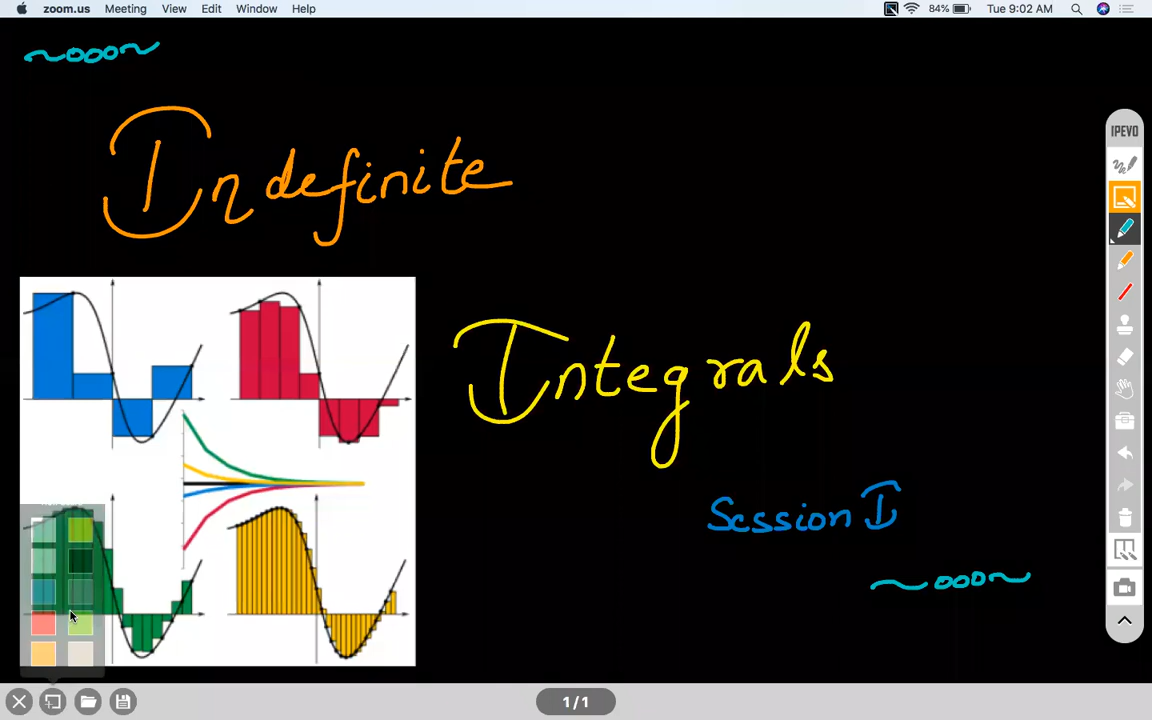 zoom.us Meeting View Edit Window Help 84% Tue 9:02 AM
IPEVO
Indefinite
Integrals
Session I
1/1